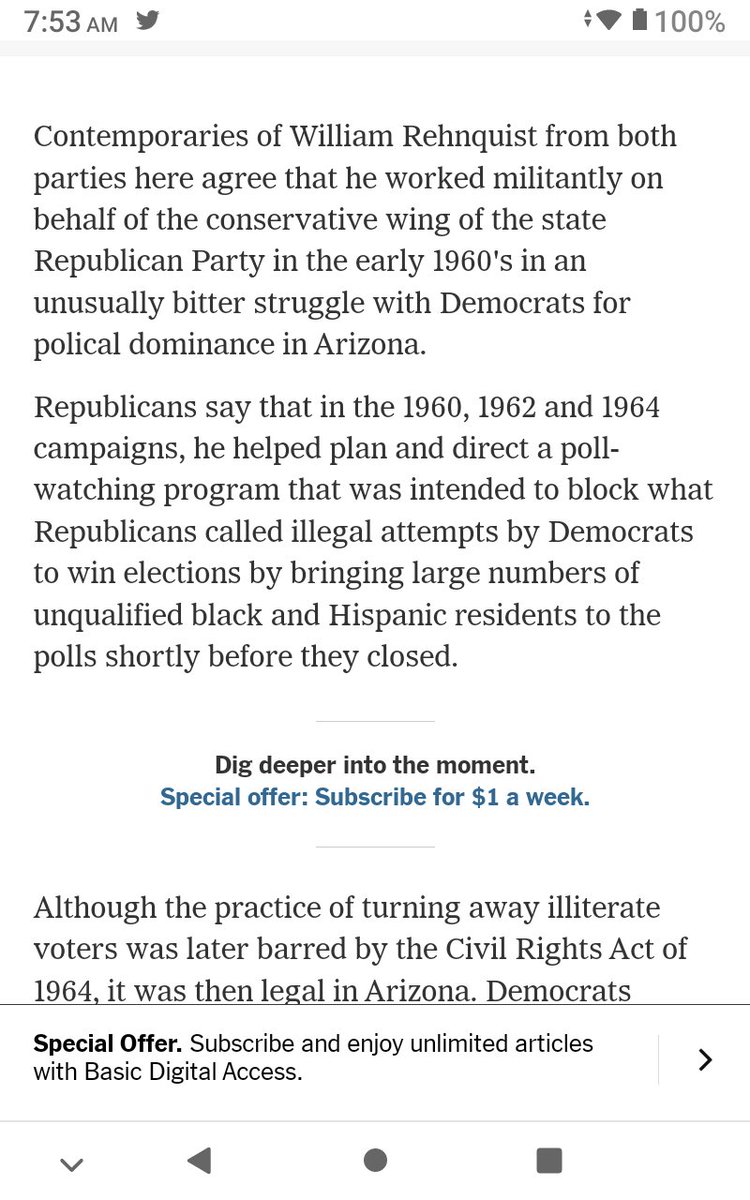 7:53 AM
100%
Contemporaries of William Rehnquist from both
parties here agree that he worked militantly on
behalf of the conservative wing of the state
Republican Party in the early 1960's in an
unusually bitter struggle with Democrats for
polical dominance in Arizona.
Republicans say that in the 1960, 1962 and 1964
campaigns, he helped plan and direct a poll-
watching program that was intended to block what
Republicans called illegal attempts by Democrats
to win elections by bringing large numbers of
unqualified black and Hispanic residents to the
polls shortly before they closed.
Dig deeper into the moment.
Special offer: Subscribe for $1 a week.
Although the practice of turning away illiterate
voters was later barred by the Civil Rights Act of
1964, it was then legal in Arizona. Democrats
Special Offer. Subscribe and enjoy unlimited articles
with Basic Digital Access.